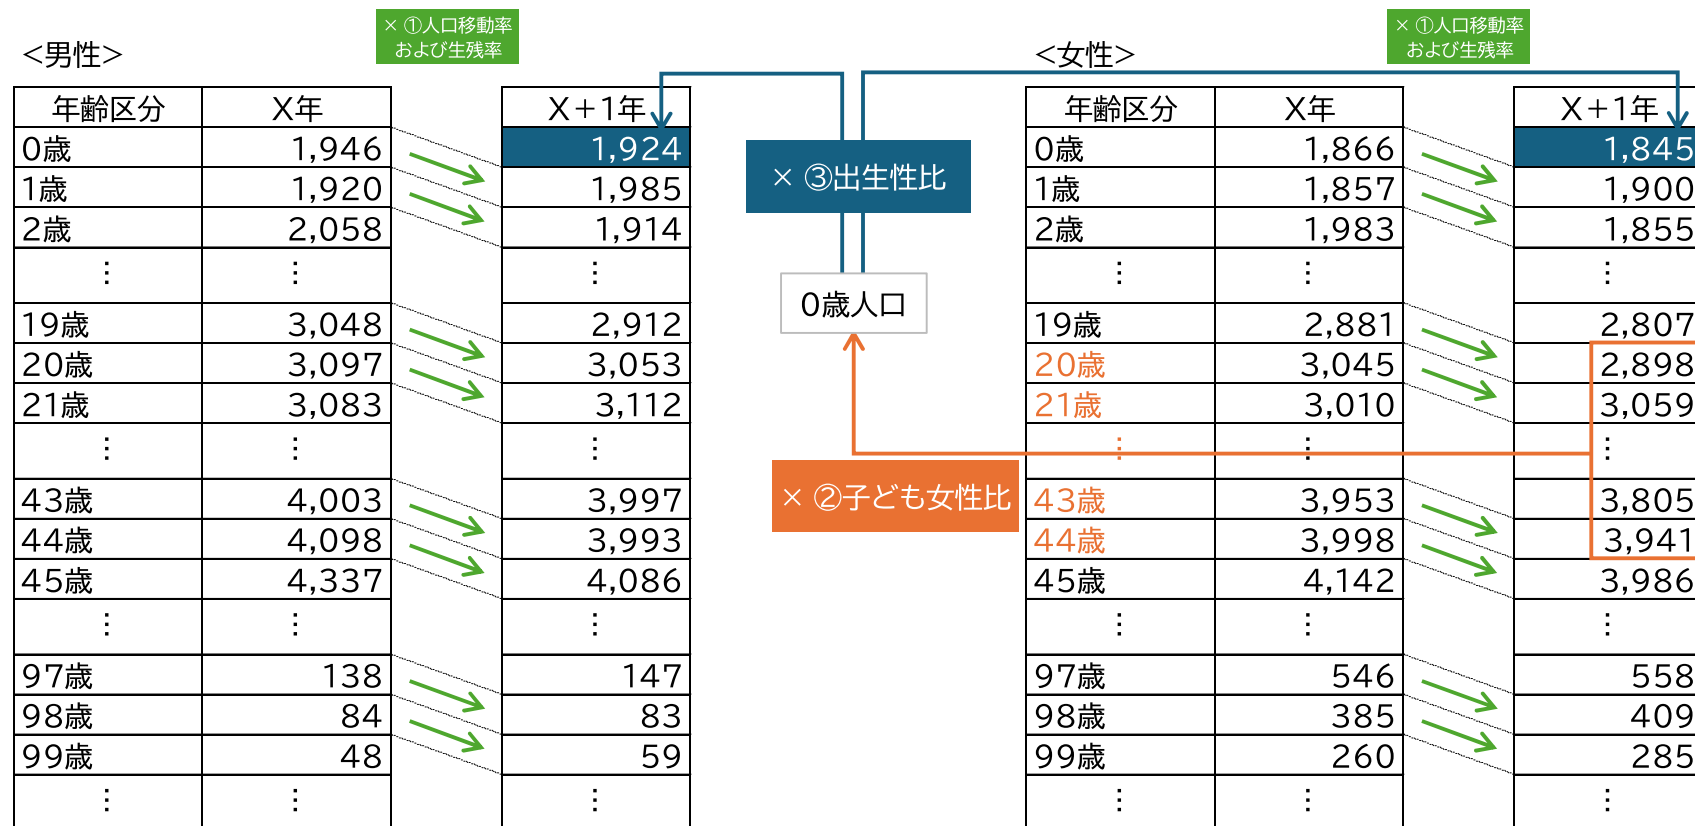 × ①人口移動率
および生残率
× ①人口移動率
および生残率
<男性>
<女性>
年齢区分 X年 X+1年
0歳 1,946 1,924
1歳 1,920 1,985
2歳 2,058 1,914
⋮ ⋮ ⋮
19歳 3,048 2,912
20歳 3,097 3,053
21歳 3,083 3,112
⋮ ⋮ ⋮
43歳 4,003 3,997
44歳 4,098 3,993
45歳 4,337 4,086
⋮ ⋮ ⋮
97歳 138 147
98歳 84 83
99歳 48 59
⋮ ⋮ ⋮
× ③出生性比
0歳人口
× ②子ども女性比
年齢区分 X年 X+1年
0歳 1,866 1,845
1歳 1,857 1,900
2歳 1,983 1,855
⋮ ⋮ ⋮
19歳 2,881 2,807
20歳 3,045 2,898
21歳 3,010 3,059
⋮ ⋮ ⋮
43歳 3,953 3,805
44歳 3,998 3,941
45歳 4,142 3,986
⋮ ⋮ ⋮
97歳 546 558
98歳 385 409
99歳 260 285
⋮ ⋮ ⋮